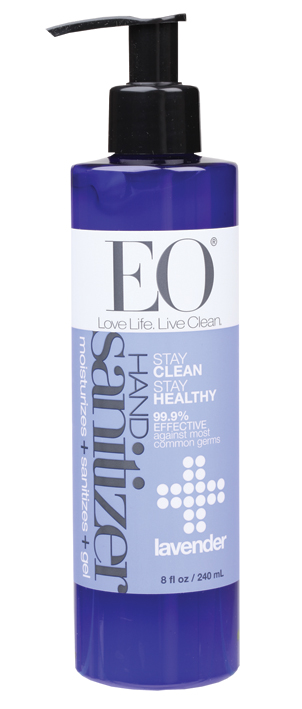 EO®
Love Life. Live Clean.
HAND
sanitizer
moisturizes + sanitizes + gel
STAY
CLEAN
STAY
HEALTHY
99.9%
EFFECTIVE
against most
common germs
lavender
8 fl oz / 240 mL